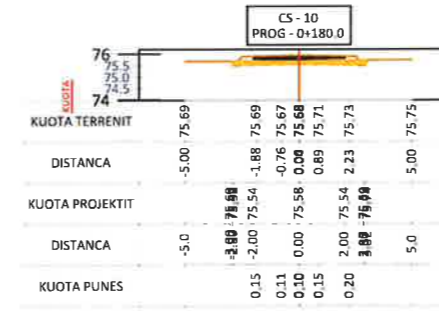 CS - 10
PROG - 0+180.0
76
75.5
75.0
74.5
74
KUOTA
KUOTA TERRENIT 75.69 75.69 75.67 75.68 75.71 75.73 75.75
DISTANCA -5.00 -1.88 -0.76 0.00 0.89 2.23 5.00
KUOTA PROJEKTIT 75.54 75.58 75.54
DISTANCA -5.0 -2.00 0.00 2.00 5.0
KUOTA PUNES 0,15 0,11 0,10 0,15 0,20